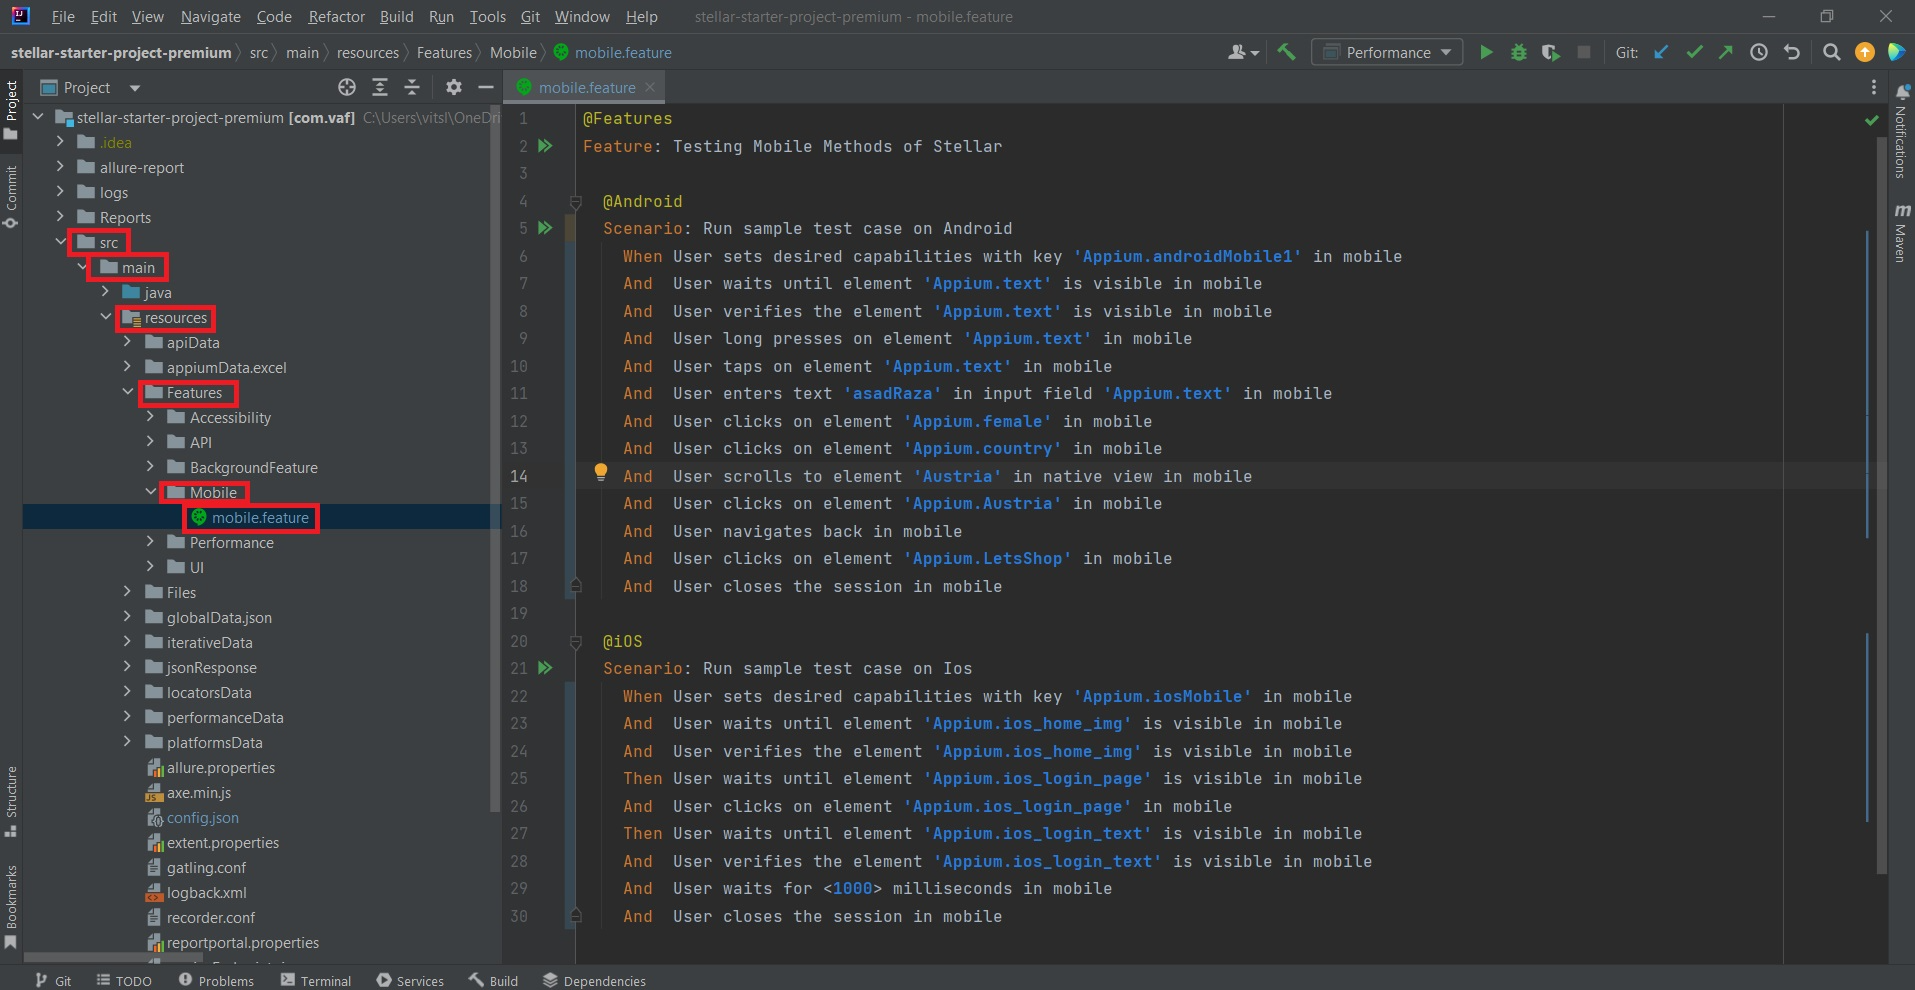 File Edit View Navigate Code Refactor Build Run Tools Git Window Help stellar-starter-project-premium - mobile.feature
stellar-starter-project-premium src main resources Features Mobile mobile.feature Performance Git:
Project
mobile.feature
Project
Commit
Structure
Bookmarks
Notifications
Maven
stellar-starter-project-premium [com.vaf] C:\Users\vitsl\OneDri
.idea
allure-report
logs
Reports
src
main
java
resources
apiData
appiumData.excel
Features
Accessibility
API
BackgroundFeature
Mobile
mobile.feature
Performance
UI
Files
globalData.json
iterativeData
jsonResponse
locatorsData
performanceData
platformsData
allure.properties
axe.min.js
config.json
extent.properties
gatling.conf
logback.xml
recorder.conf
reportportal.properties
1 @Features
2 Feature: Testing Mobile Methods of Stellar
3
4 @Android
5 Scenario: Run sample test case on Android
6 When User sets desired capabilities with key 'Appium.androidMobile1' in mobile
7 And User waits until element 'Appium.text' is visible in mobile
8 And User verifies the element 'Appium.text' is visible in mobile
9 And User long presses on element 'Appium.text' in mobile
10 And User taps on element 'Appium.text' in mobile
11 And User enters text 'asadRaza' in input field 'Appium.text' in mobile
12 And User clicks on element 'Appium.female' in mobile
13 And User clicks on element 'Appium.country' in mobile
14 And User scrolls to element 'Austria' in native view in mobile
15 And User clicks on element 'Appium.Austria' in mobile
16 And User navigates back in mobile
17 And User clicks on element 'Appium.LetsShop' in mobile
18 And User closes the session in mobile
19
20 @iOS
21 Scenario: Run sample test case on Ios
22 When User sets desired capabilities with key 'Appium.iosMobile' in mobile
23 And User waits until element 'Appium.ios_home_img' is visible in mobile
24 And User verifies the element 'Appium.ios_home_img' is visible in mobile
25 Then User waits until element 'Appium.ios_login_page' is visible in mobile
26 And User clicks on element 'Appium.ios_login_page' in mobile
27 Then User waits until element 'Appium.ios_login_text' is visible in mobile
28 And User verifies the element 'Appium.ios_login_text' is visible in mobile
29 And User waits for <1000> milliseconds in mobile
30 And User closes the session in mobile
Git TODO Problems Terminal Services Build Dependencies